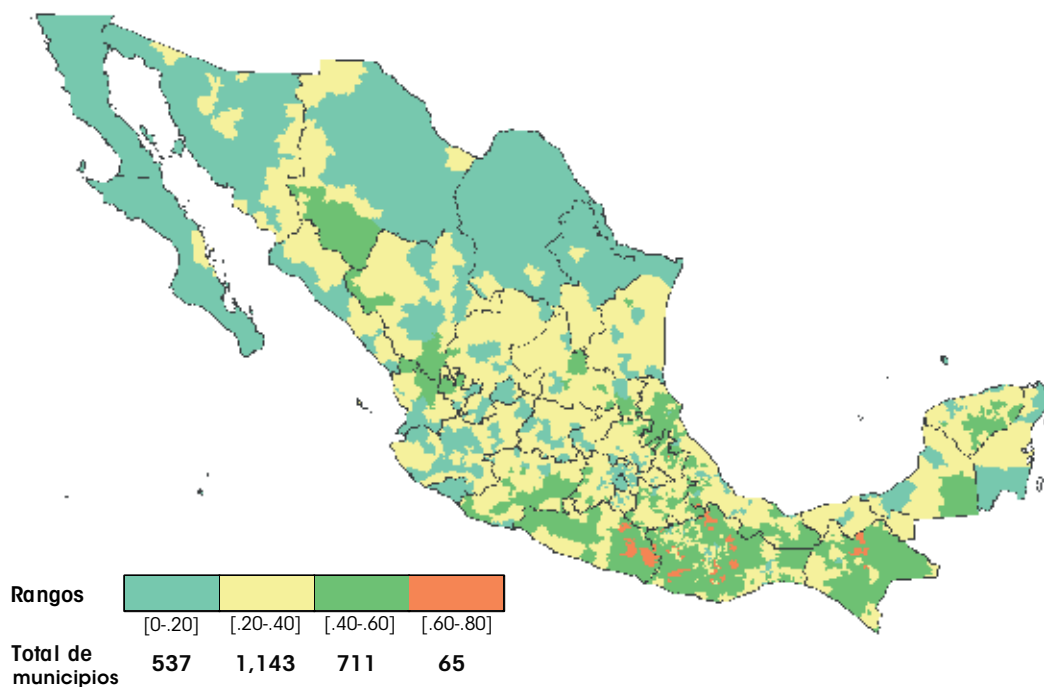 Rangos
[0-.20] [.20-.40] [.40-.60] [.60-.80]
Total de
municipios 537 1,143 711 65